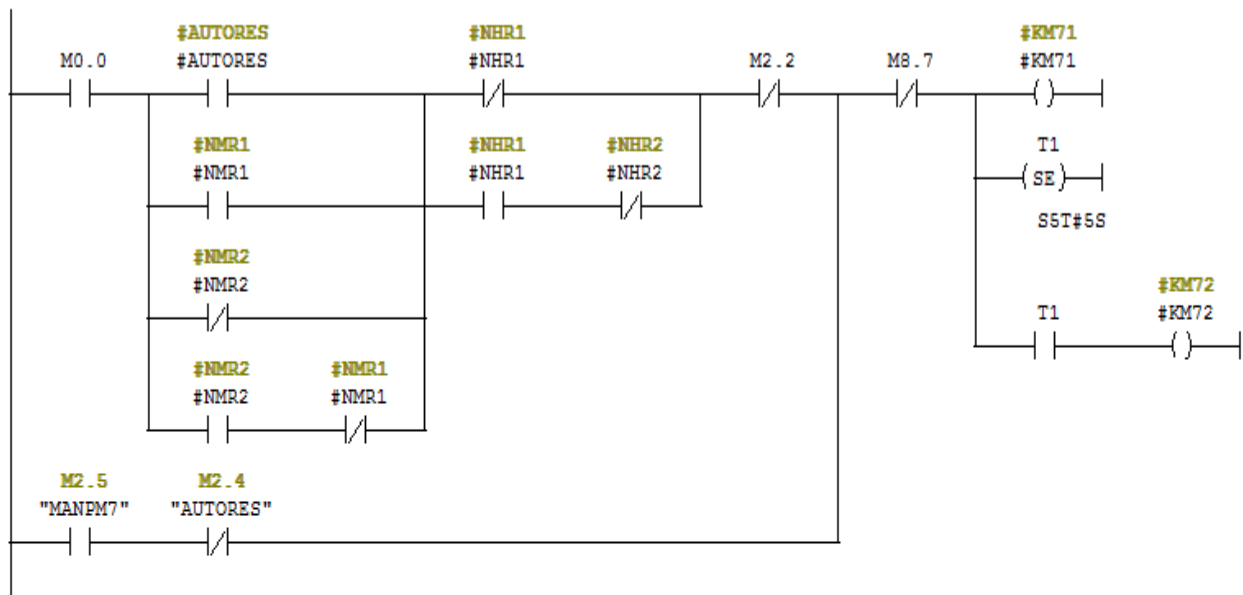 #AUTORES #NHR1 #KM71
M0.0 #AUTORES #NHR1 M2.2 M8.7 #KM71
#NMR1 #NHR1 #NHR2 T1
#NMR1 #NHR1 #NHR2
SE
S5T#5S
#NMR2 #KM72
#NMR2 T1 #KM72
#NMR2 #NMR1
#NMR2 #NMR1
M2.5 M2.4
"MANPM7" "AUTORES"